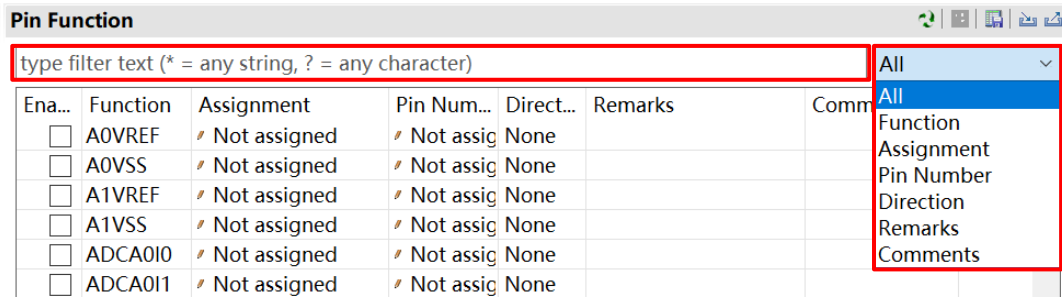 Pin Function
type filter text (* = any string, ? = any character)
All
Ena... Function Assignment Pin Num... Direct... Remarks Comm
All
A0VREF Not assigned Not assig None
Function
A0VSS Not assigned Not assig None
Assignment
A1VREF Not assigned Not assig None
Pin Number
A1VSS Not assigned Not assig None
Direction
Remarks
ADCA0I0 Not assigned Not assig None
Comments
ADCA0I1 Not assigned Not assig None